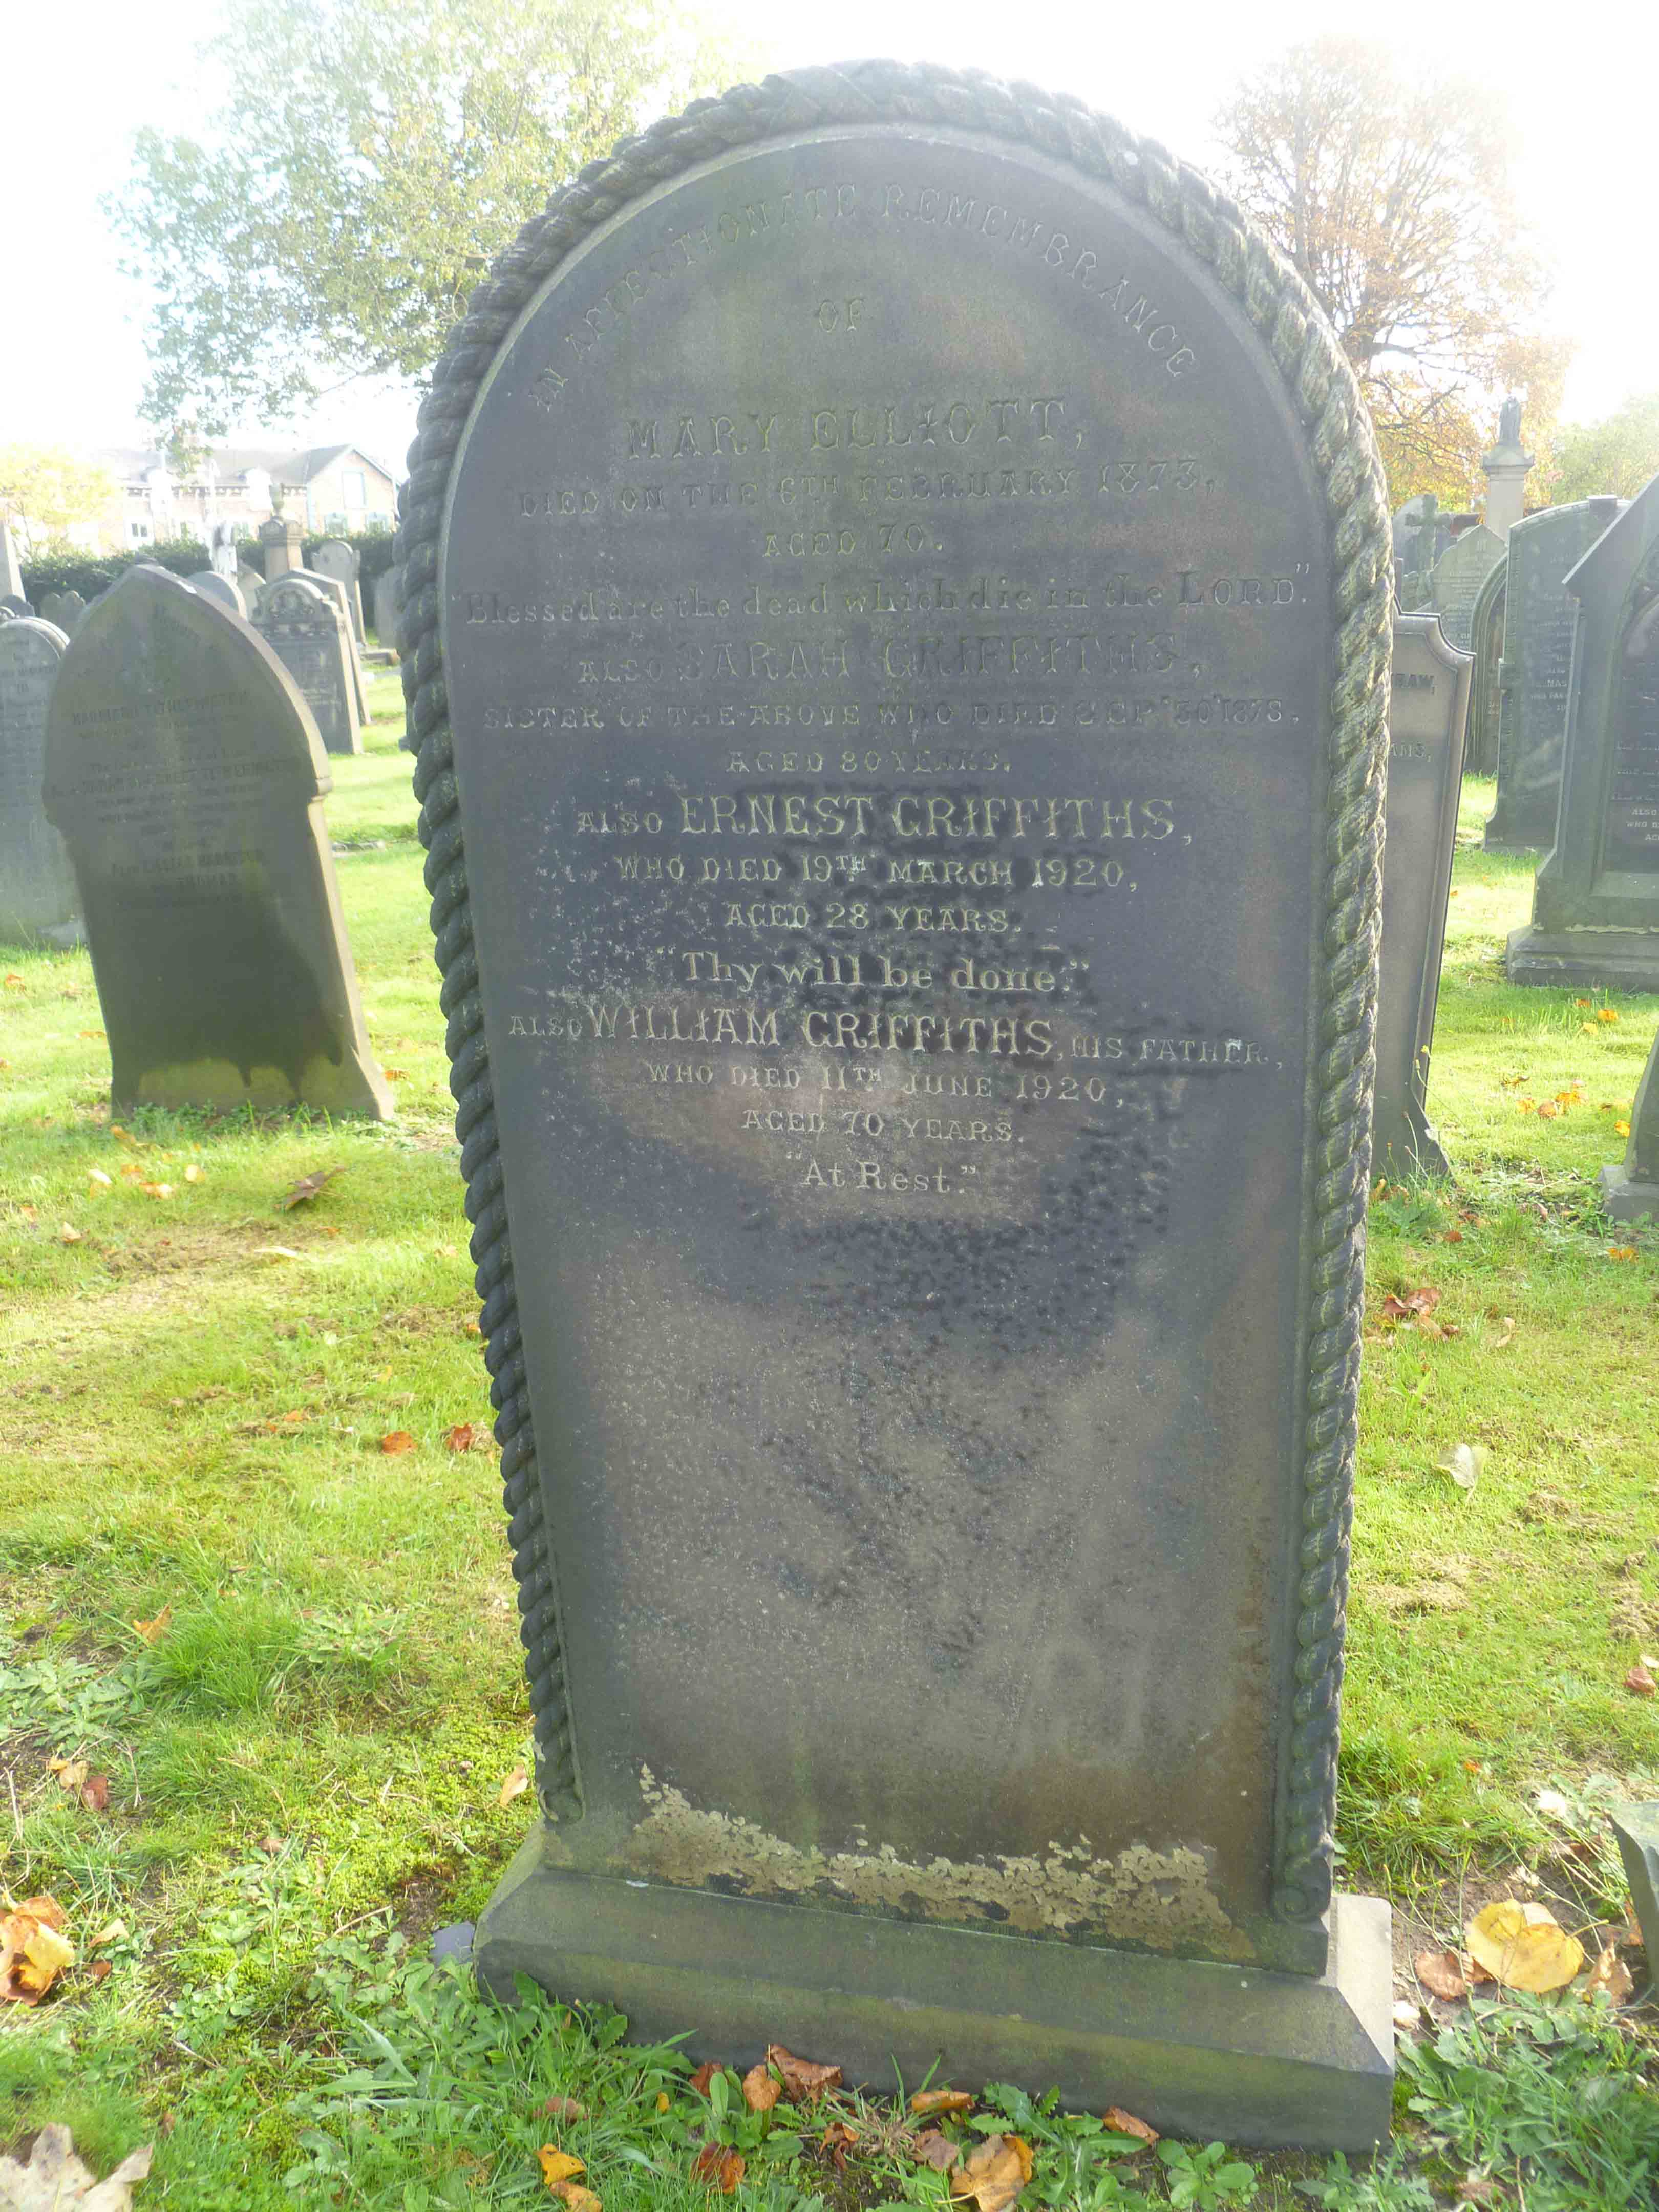 IN AFFECTIONATE REMEMBRANCE
OF
MARY ELLIOTT,
DIED ON THE 6TH FEBRUARY 1873,
AGED 70.
"Blessed are the dead which die in the LORD."
ALSO SARAH GRIFFITHS,
SISTER OF THE ABOVE WHO DIED SEP 30 1878.
AGED 80 YEARS.
ALSO ERNEST GRIFFITHS,
WHO DIED 19TH MARCH 1920,
AGED 28 YEARS.
"Thy will be done."
ALSO WILLIAM GRIFFITHS, HIS FATHER,
WHO DIED 11TH JUNE 1920,
AGED 70 YEARS.
"At Rest."